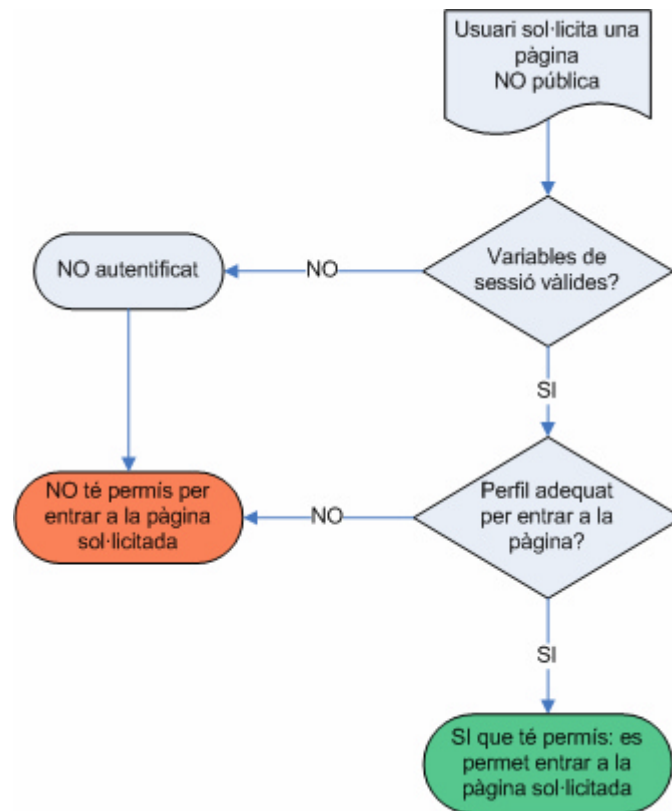 Usuari sol·licita una
pàgina
NO pública
Variables de
sessió vàlides?
NO
NO autentificat
SI
Perfil adequat
per entrar a la
pàgina?
NO
NO té permís per
entrar a la pàgina
sol·licitada
SI
SI que té permís: es
permet entrar a la
pàgina sol·licitada